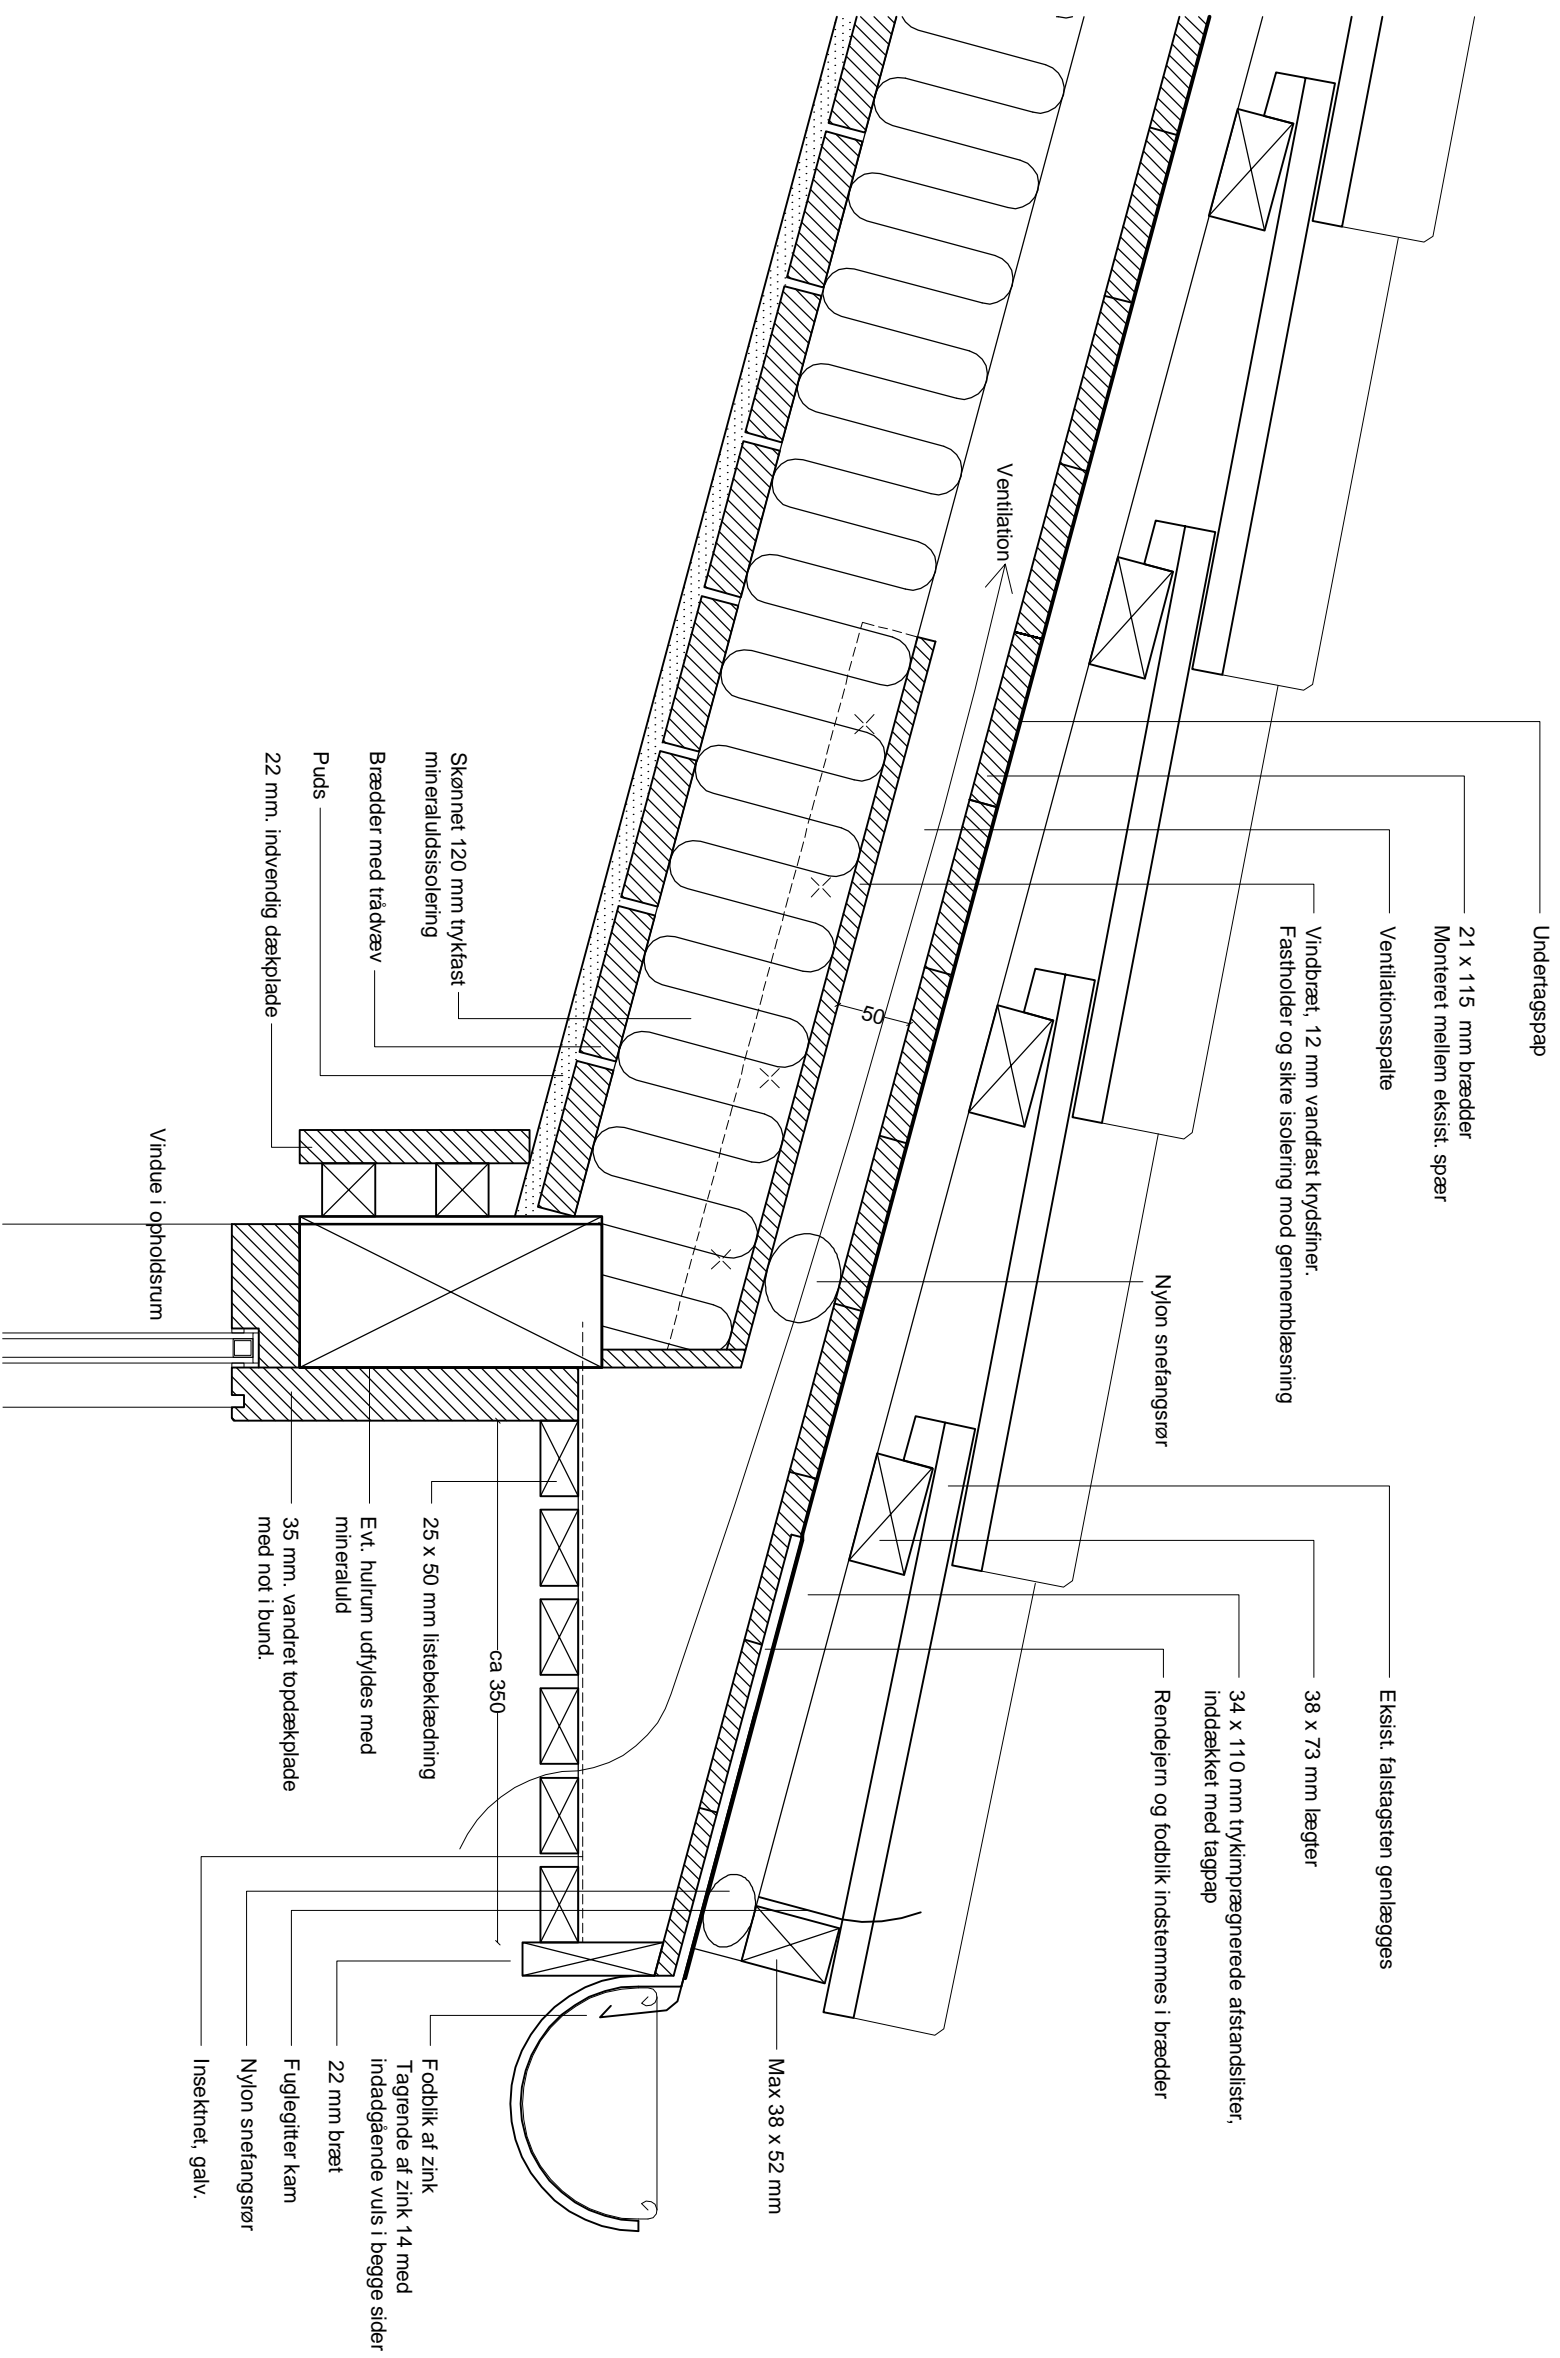 Undertagspap
21 x 115 mm brædder
Monteret mellem eksist. spær
Ventilationsspalte
Vindbræt, 12 mm vandfast krydsfiner.
Fastholder og sikre isolering mod gennemblæsning
Nylon snefangsrør
Eksist. falstagsten genlægges
38 x 73 mm lægter
34 x 110 mm trykimprægnerede afstandslister,
inddækket med tagpap
Rendejern og fodblik indstemmes i brædder
Max 38 x 52 mm
Ventilation
50
Skønnet 120 mm trykfast
mineraluldsisolering
Brædder med trådvæv
Puds
22 mm. indvendig dækplade
Vindue i opholdsrum
ca 350
25 x 50 mm listebeklædning
Evt. hulrum udfyldes med
mineraluld
35 mm. vandret topdækplade
med not i bund.
Fodblik af zink
Tagrende af zink 14 med
indadgående vuls i begge sider
22 mm bræt
Fuglegitter kam
Nylon snefangsrør
Insektnet, galv.